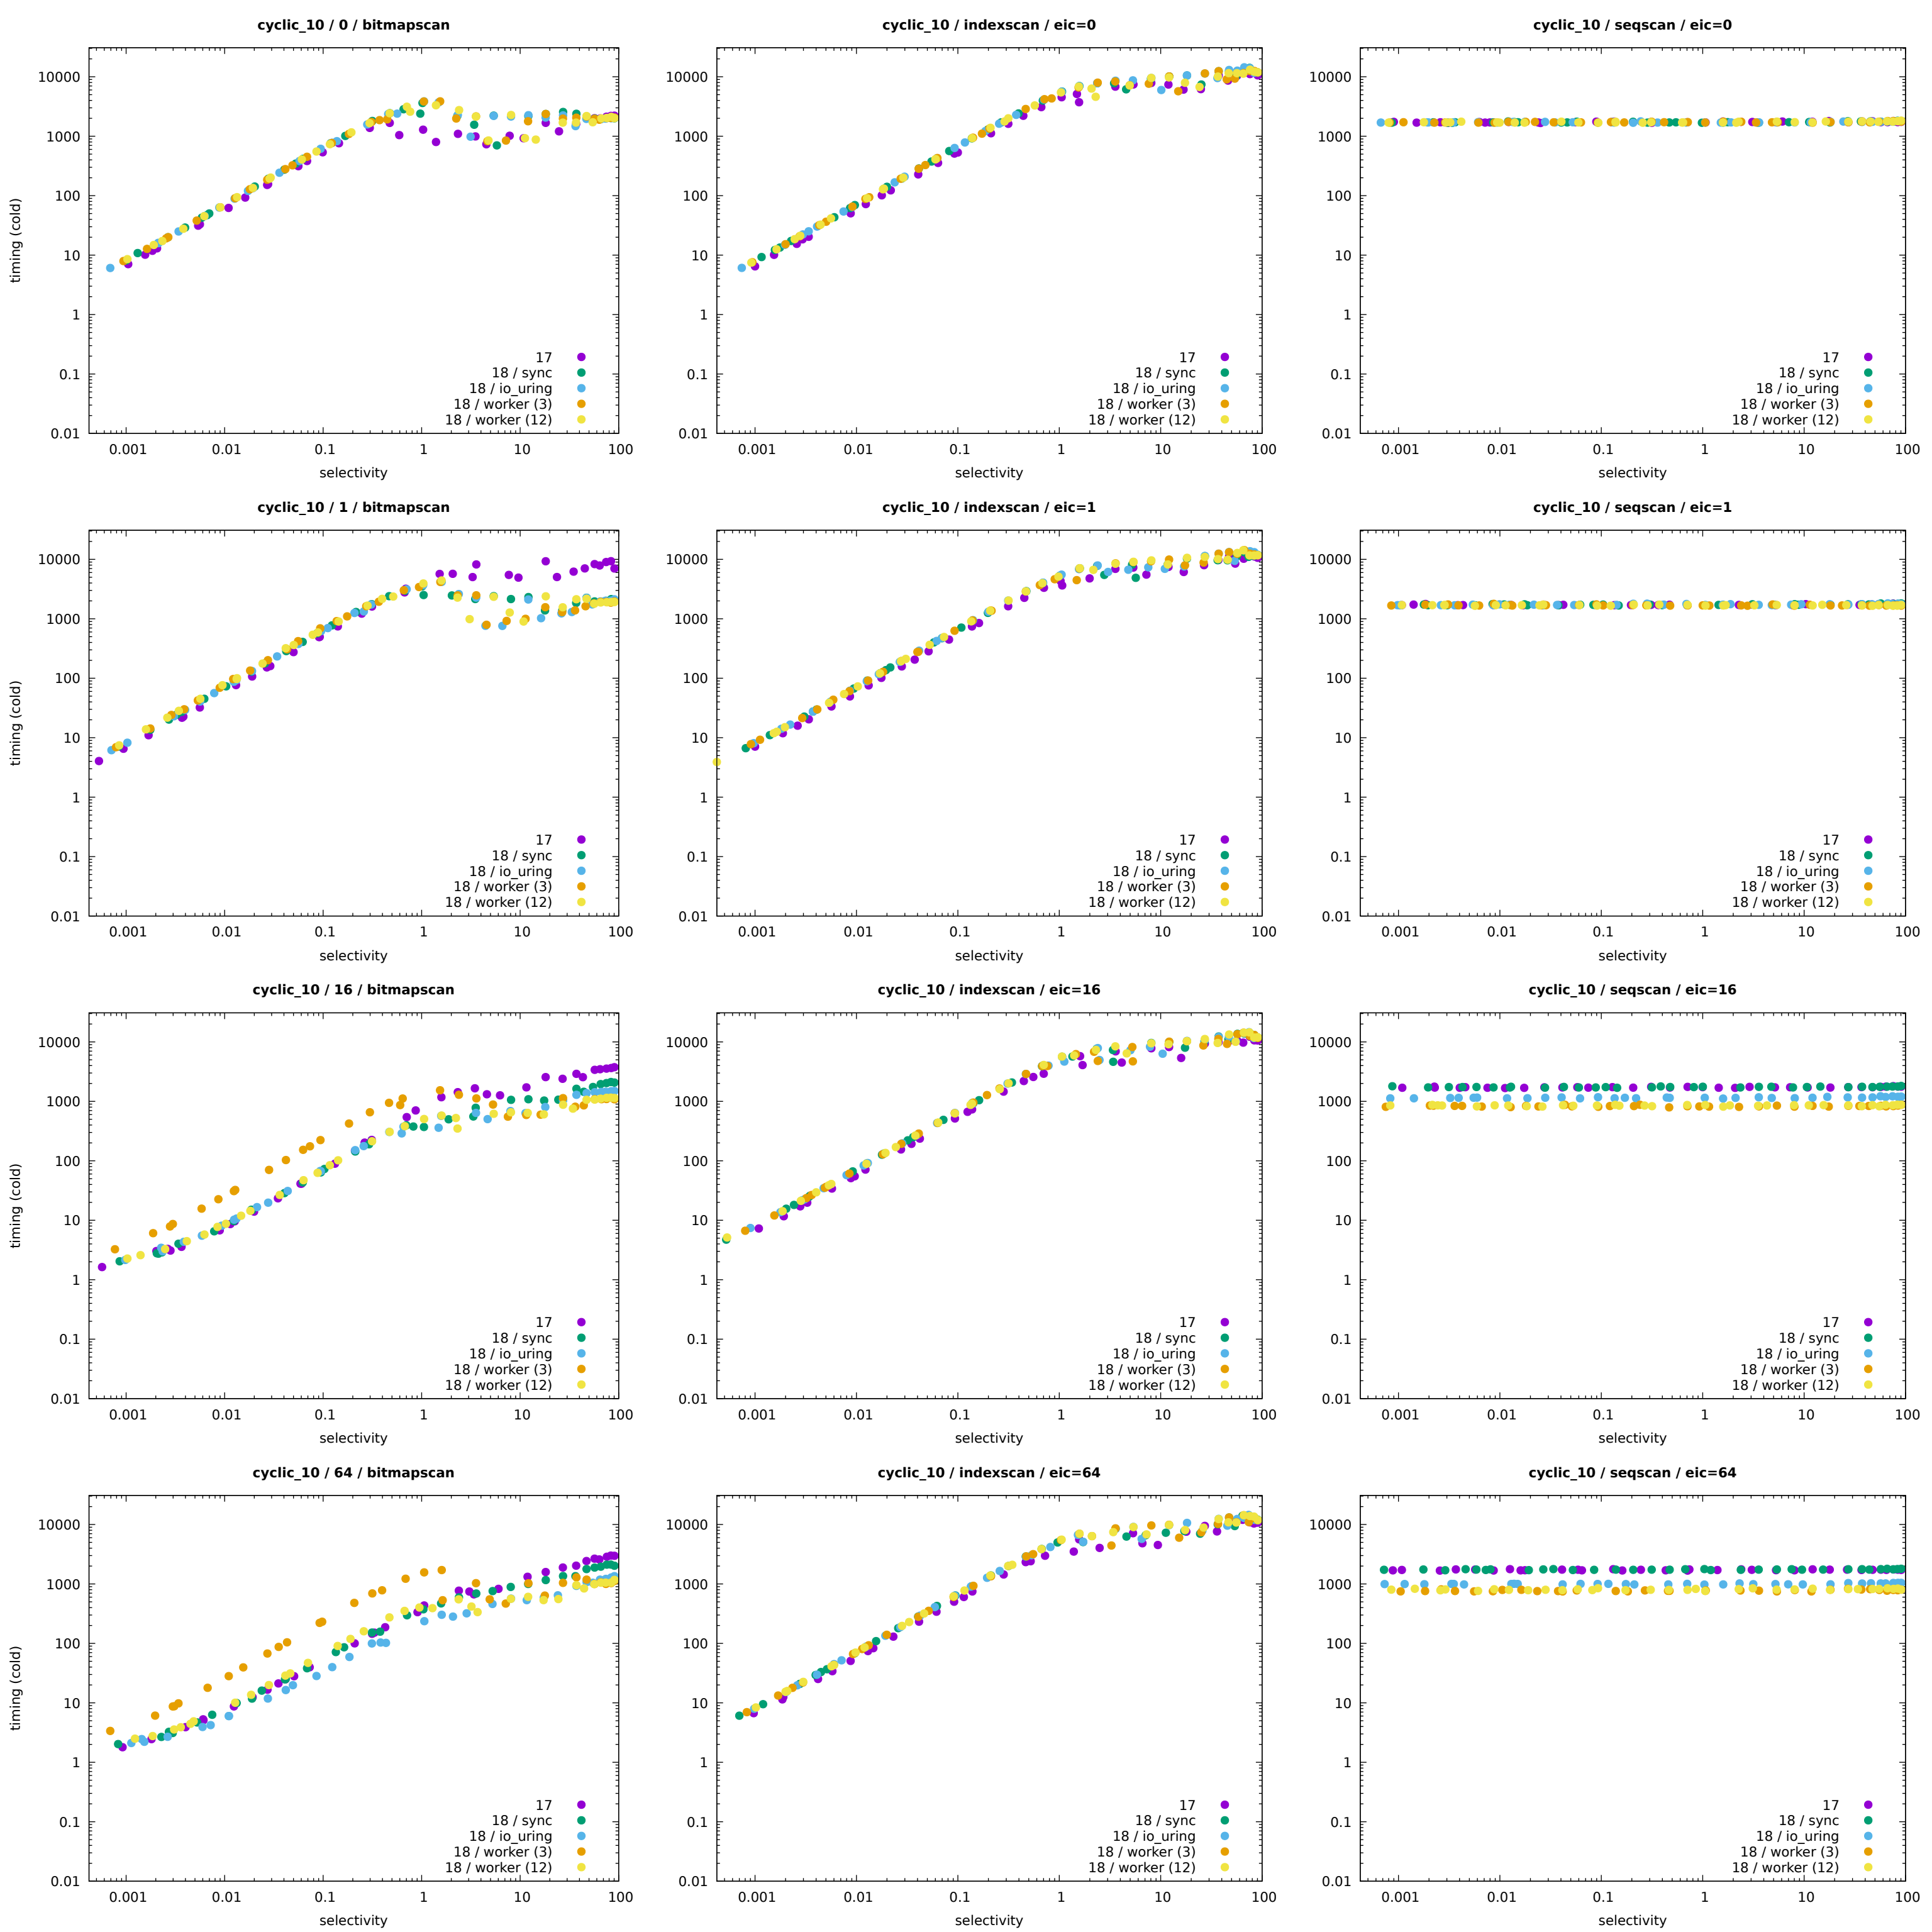 cyclic_10 / 0 / bitmapscan
timing (cold)
10000
1000
100
10
1
0.1
0.01
17
18 / sync
18 / io_uring
18 / worker (3)
18 / worker (12)
0.001 0.01 0.1 1 10 100
selectivity
cyclic_10 / indexscan / eic=0
10000
1000
100
10
1
0.1
0.01
17
18 / sync
18 / io_uring
18 / worker (3)
18 / worker (12)
0.001 0.01 0.1 1 10 100
selectivity
cyclic_10 / seqscan / eic=0
10000
1000
100
10
1
0.1
0.01
17
18 / sync
18 / io_uring
18 / worker (3)
18 / worker (12)
0.001 0.01 0.1 1 10 100
selectivity
cyclic_10 / 1 / bitmapscan
timing (cold)
10000
1000
100
10
1
0.1
0.01
17
18 / sync
18 / io_uring
18 / worker (3)
18 / worker (12)
0.001 0.01 0.1 1 10 100
selectivity
cyclic_10 / indexscan / eic=1
10000
1000
100
10
1
0.1
0.01
17
18 / sync
18 / io_uring
18 / worker (3)
18 / worker (12)
0.001 0.01 0.1 1 10 100
selectivity
cyclic_10 / seqscan / eic=1
10000
1000
100
10
1
0.1
0.01
17
18 / sync
18 / io_uring
18 / worker (3)
18 / worker (12)
0.001 0.01 0.1 1 10 100
selectivity
cyclic_10 / 16 / bitmapscan
timing (cold)
10000
1000
100
10
1
0.1
0.01
17
18 / sync
18 / io_uring
18 / worker (3)
18 / worker (12)
0.001 0.01 0.1 1 10 100
selectivity
cyclic_10 / indexscan / eic=16
10000
1000
100
10
1
0.1
0.01
17
18 / sync
18 / io_uring
18 / worker (3)
18 / worker (12)
0.001 0.01 0.1 1 10 100
selectivity
cyclic_10 / seqscan / eic=16
10000
1000
100
10
1
0.1
0.01
17
18 / sync
18 / io_uring
18 / worker (3)
18 / worker (12)
0.001 0.01 0.1 1 10 100
selectivity
cyclic_10 / 64 / bitmapscan
timing (cold)
10000
1000
100
10
1
0.1
0.01
17
18 / sync
18 / io_uring
18 / worker (3)
18 / worker (12)
0.001 0.01 0.1 1 10 100
selectivity
cyclic_10 / indexscan / eic=64
10000
1000
100
10
1
0.1
0.01
17
18 / sync
18 / io_uring
18 / worker (3)
18 / worker (12)
0.001 0.01 0.1 1 10 100
selectivity
cyclic_10 / seqscan / eic=64
10000
1000
100
10
1
0.1
0.01
17
18 / sync
18 / io_uring
18 / worker (3)
18 / worker (12)
0.001 0.01 0.1 1 10 100
selectivity